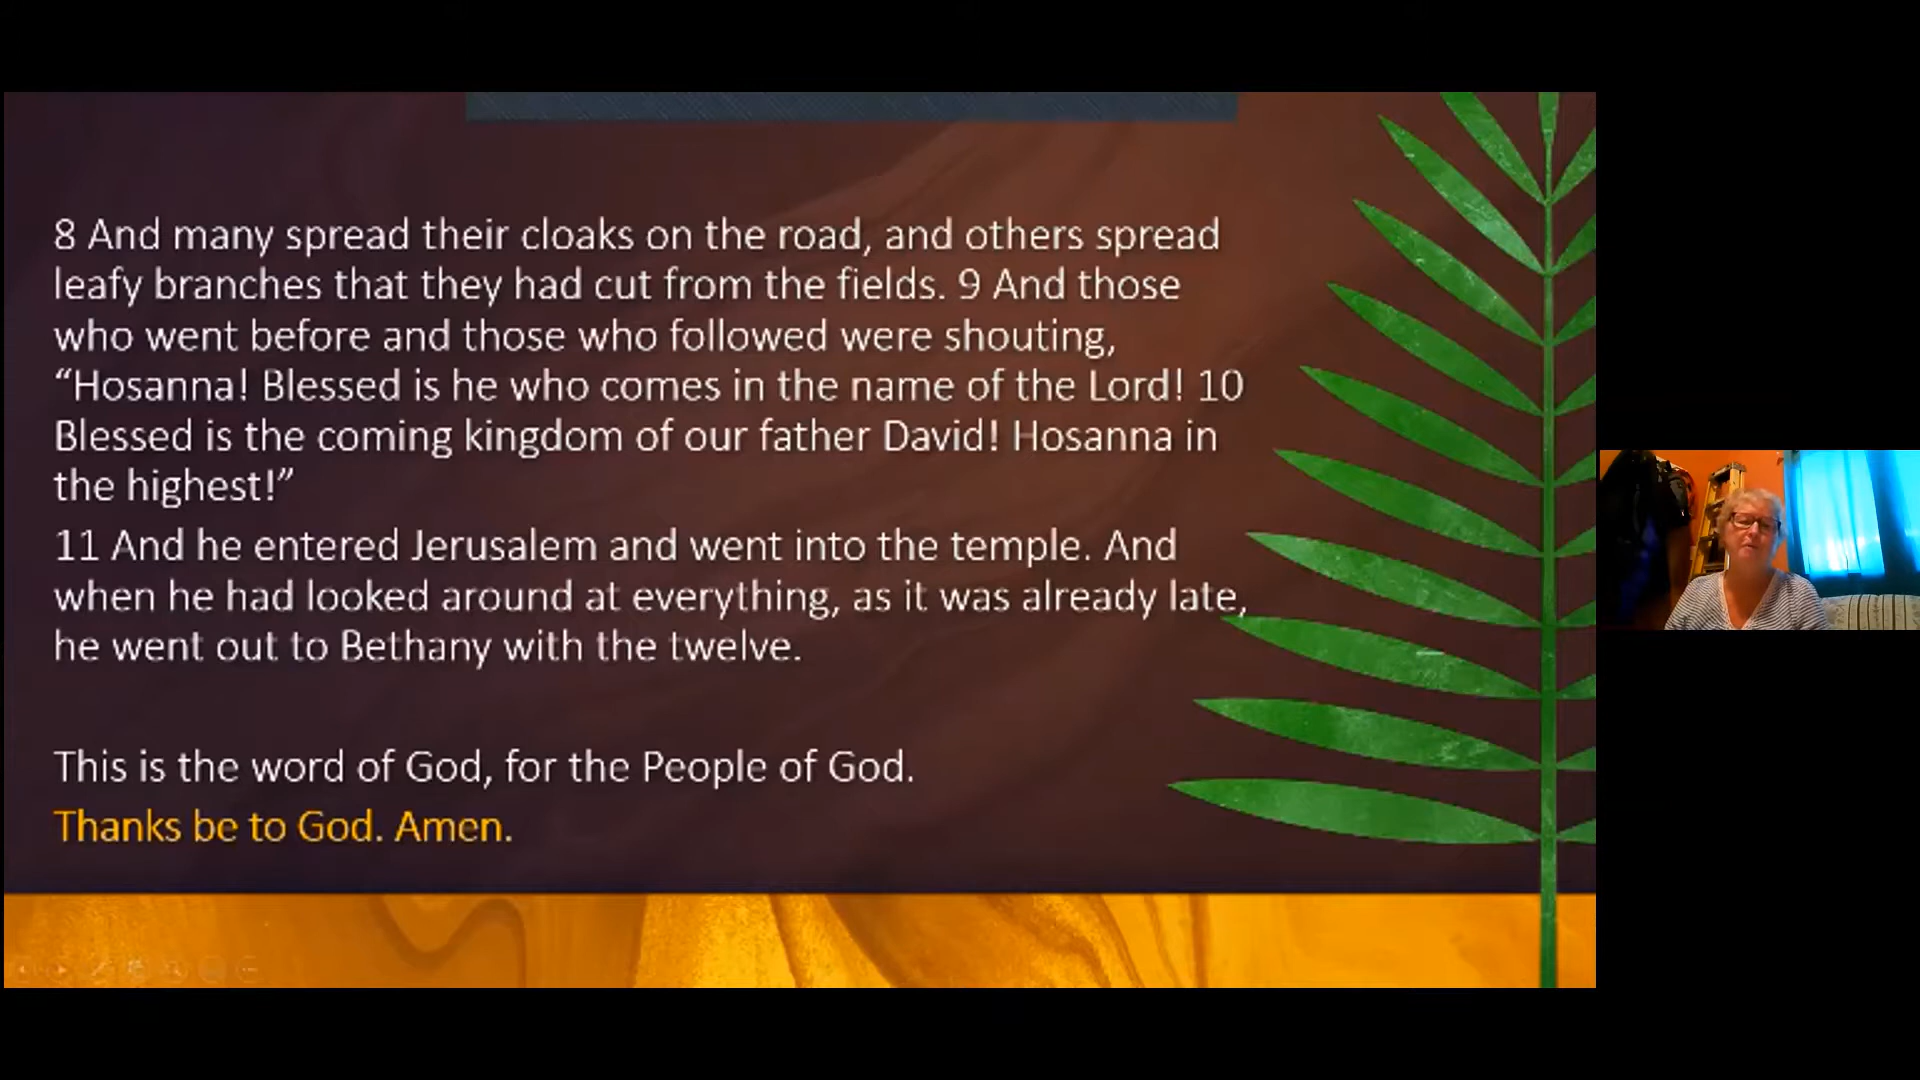 8 And many spread their cloaks on the road, and others spread
leafy branches that they had cut from the fields. 9 And those
who went before and those who followed were shouting,
“Hosanna! Blessed is he who comes in the name of the Lord! 10
Blessed is the coming kingdom of our father David! Hosanna in
the highest!”
11 And he entered Jerusalem and went into the temple. And
when he had looked around at everything, as it was already late,
he went out to Bethany with the twelve.
This is the word of God, for the People of God.
Thanks be to God. Amen.